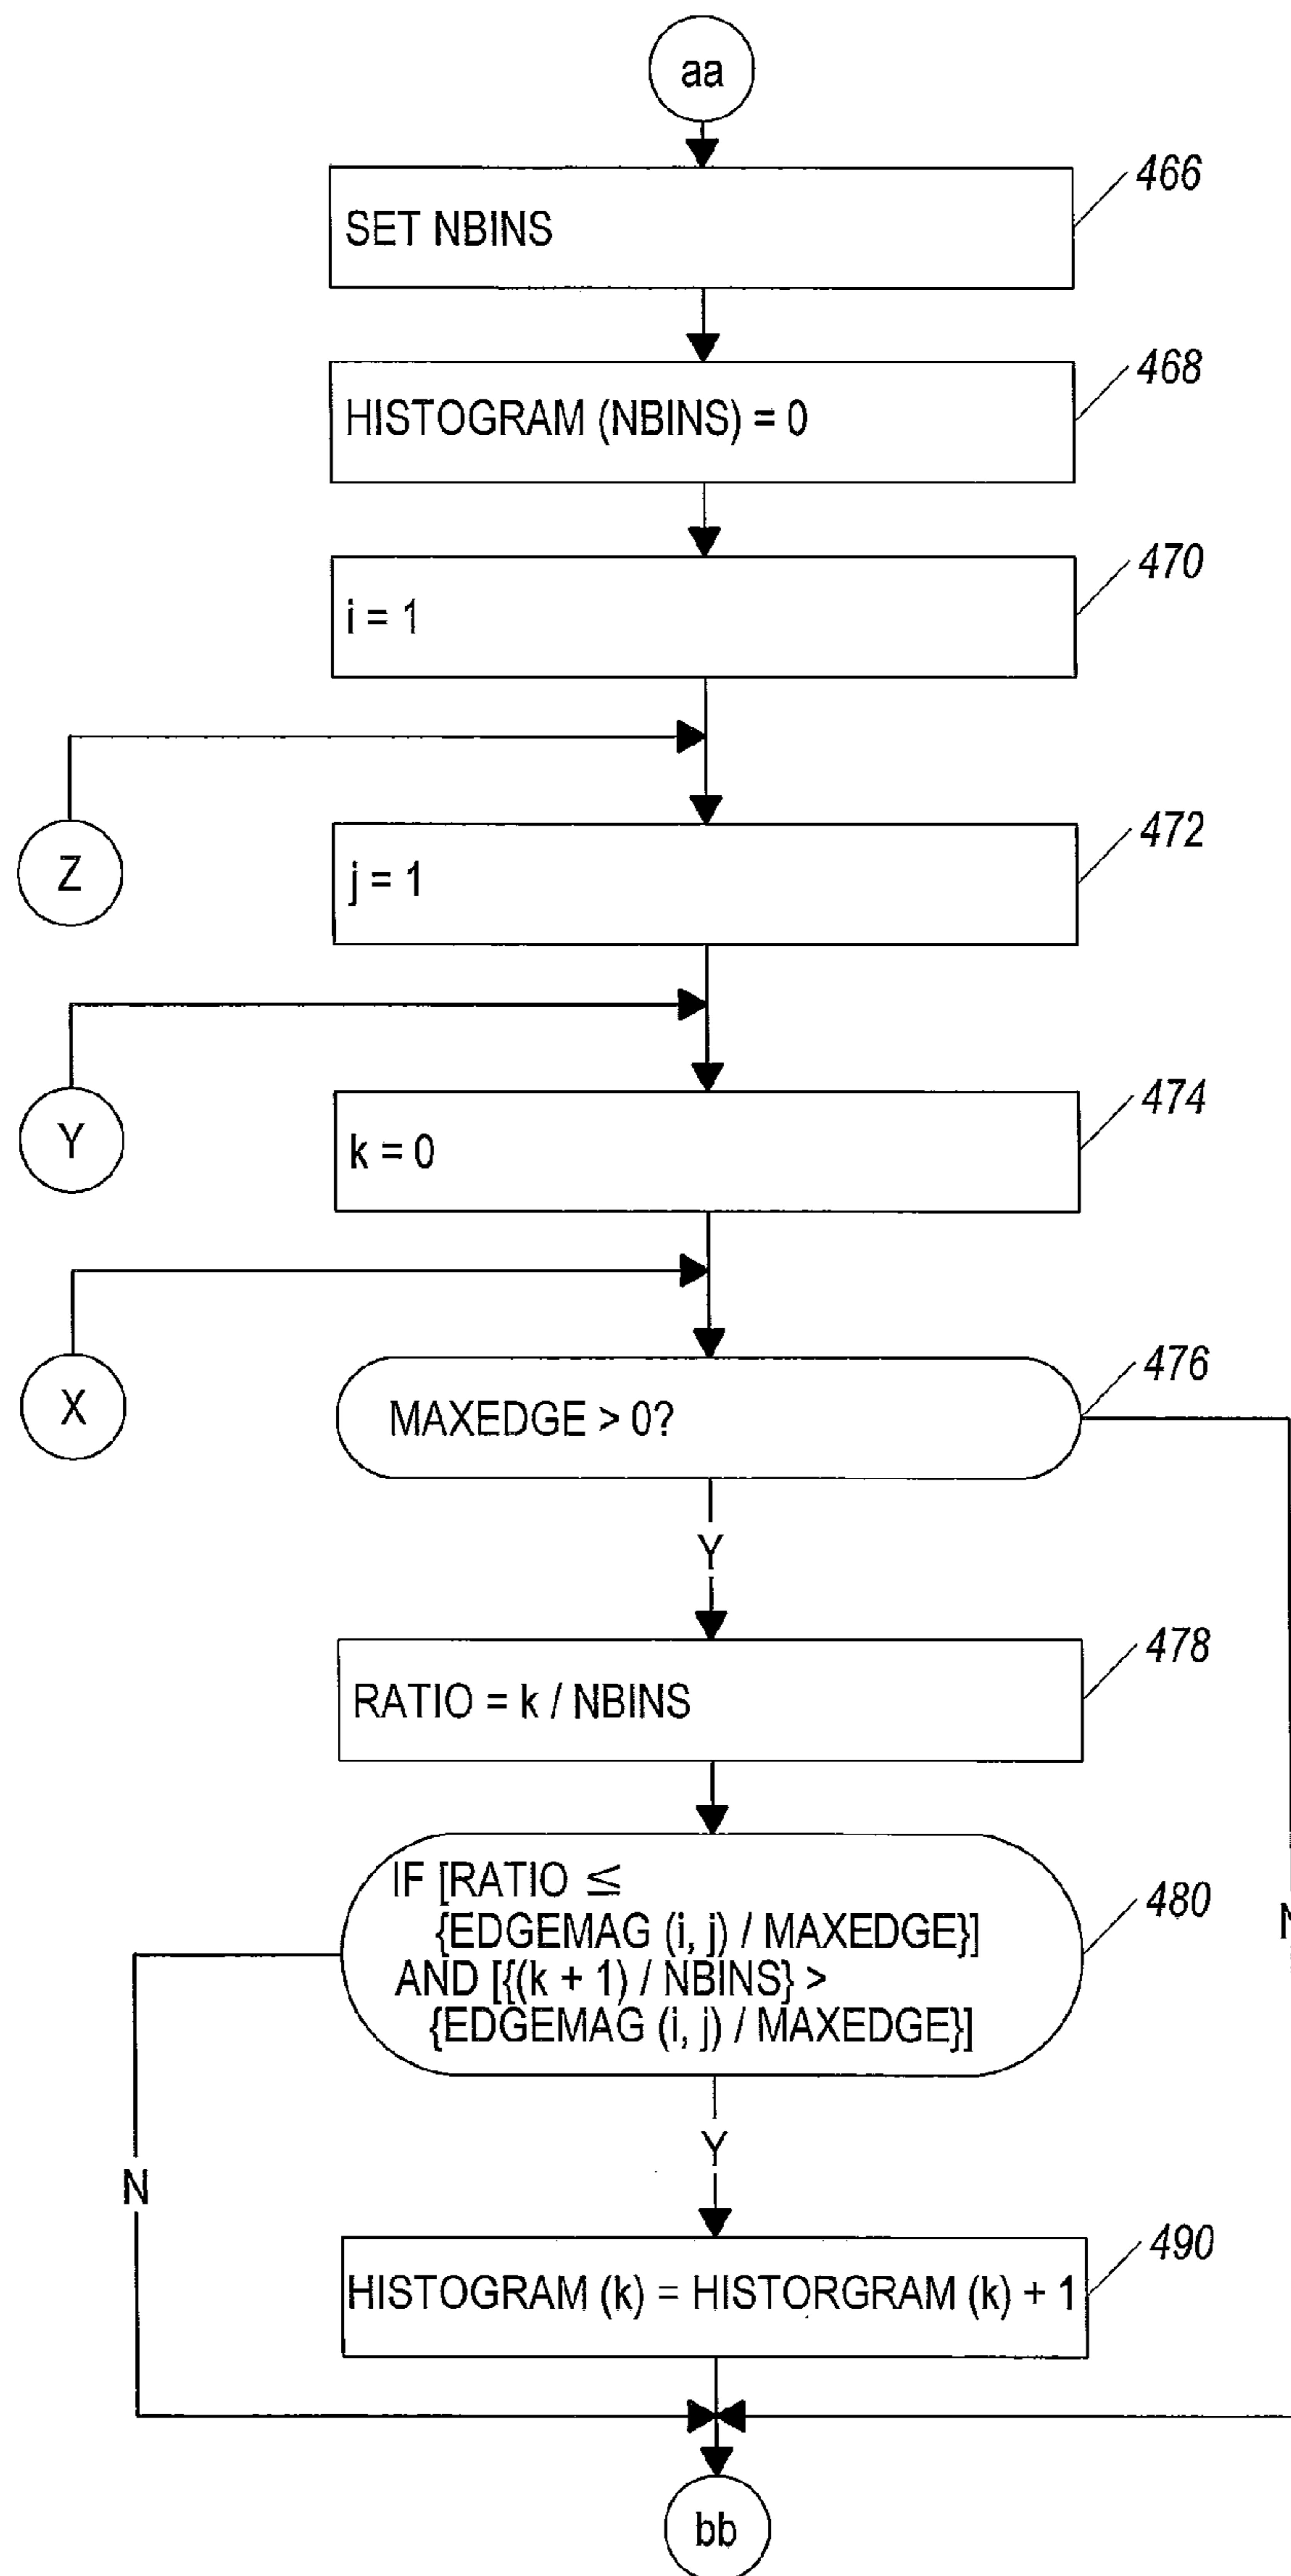 aa
466
SET NBINS
468
HISTOGRAM (NBINS) = 0
470
i = 1
Z
472
j = 1
Y
474
k = 0
X
476
MAXEDGE > 0?
Y
478
RATIO = k / NBINS
480
IF [RATIO ≤
{EDGEMAG (i, j) / MAXEDGE}]
AND [{(k + 1) / NBINS} >
{EDGEMAG (i, j) / MAXEDGE}]
N
Y
N
490
HISTOGRAM (k) = HISTORGRAM (k) + 1
bb